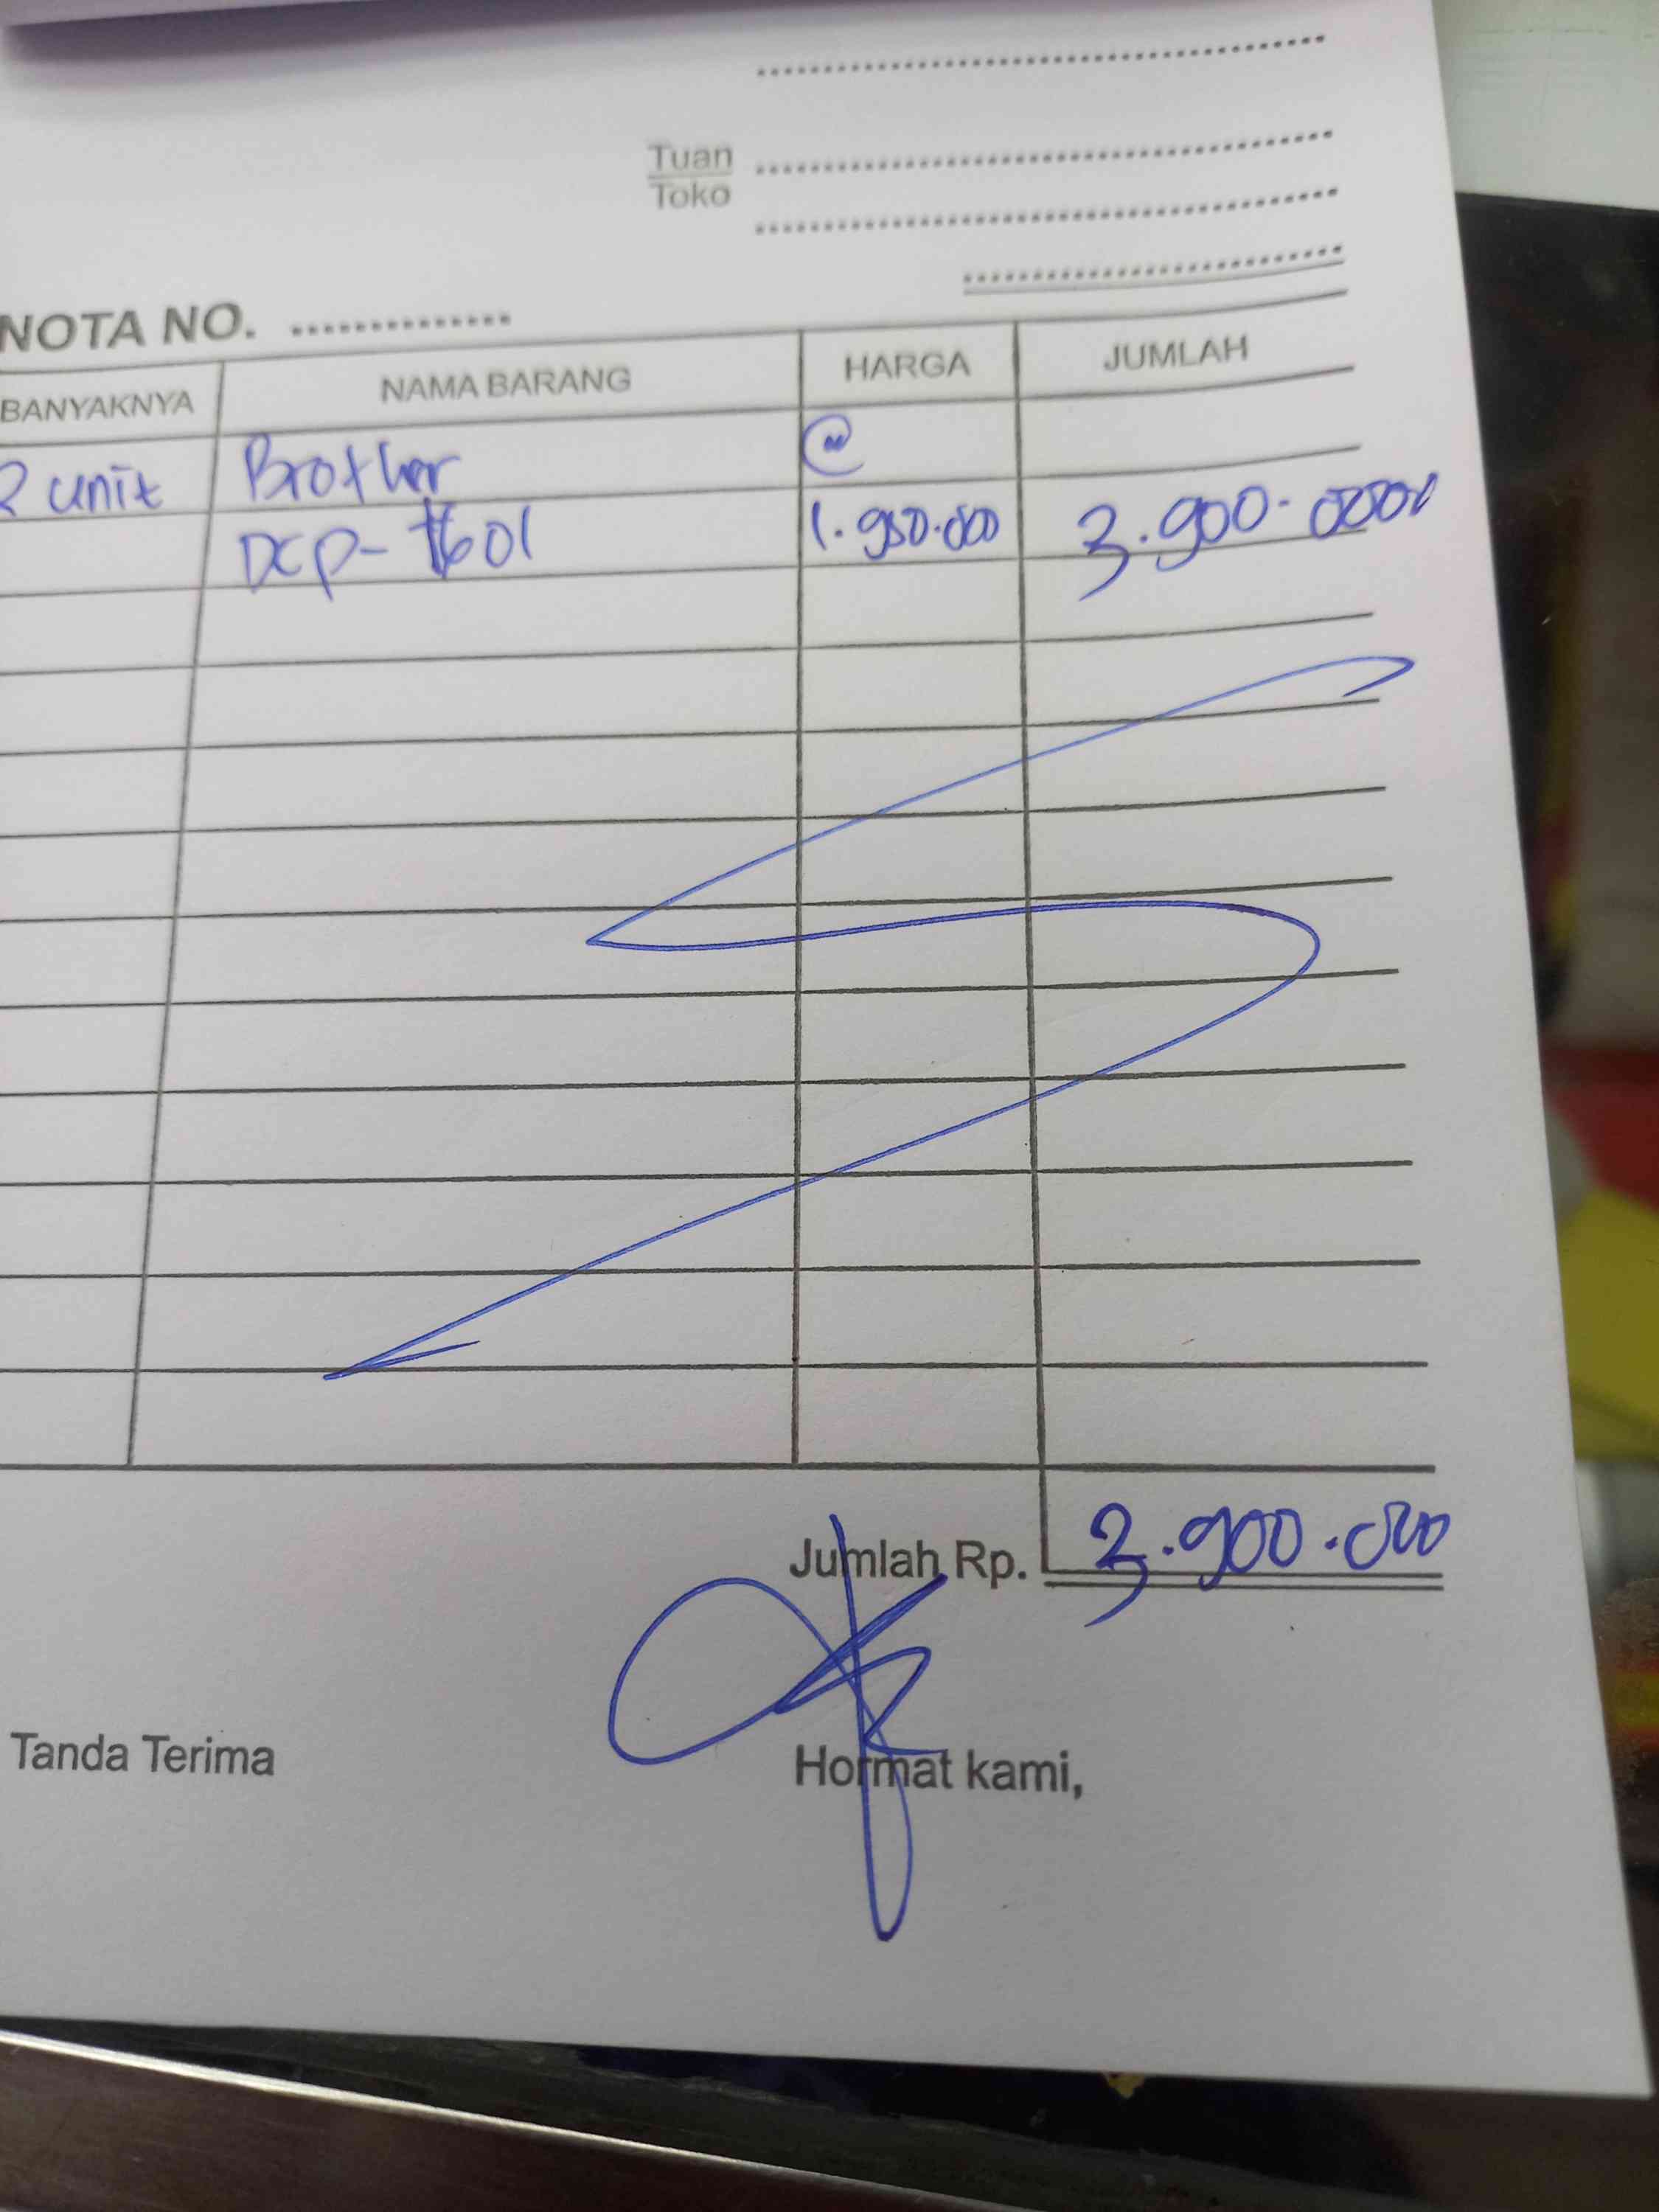 Tuan
Toko
NOTA NO.
BANYAKNYA NAMA BARANG HARGA JUMLAH
2 unit Brother @
DCP- T601 1.950.000 3.900.000
Jumlah Rp. 3.900.000
Tanda Terima Hormat kami,